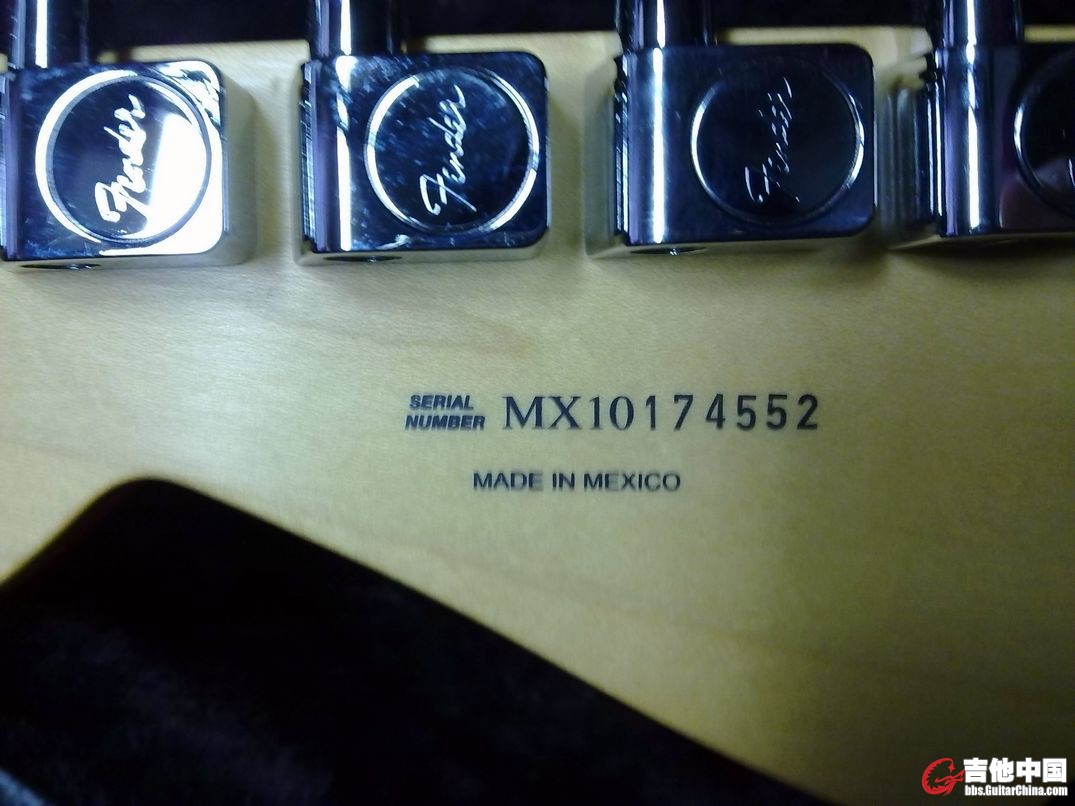 Fender
Fender
Fender
SERIAL
NUMBER
MX10174552
MADE IN MEXICO
吉他中国
bbs.GuitarChina.com